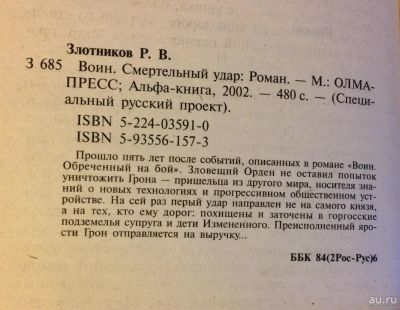 Злотников Р. В.
З 685 Воин. Смертельный удар: Роман. — М.: ОЛМА-
ПРЕСС; Альфа-книга, 2002. — 480 с. — (Специ-
альный русский проект).
ISBN 5-224-03591-0
ISBN 5-93556-157-3
Прошло пять лет после событий, описанных в романе «Воин.
Обреченный на бой». Зловещий Орден не оставил попыток
уничтожить Грона — пришельца из другого мира, носителя зна-
ний о новых технологиях и прогрессивном общественном уст-
ройстве. На сей раз перый удар направлен не на самого князя,
а на тех, кто ему дорог: похищены и заточены в горгосские
подземелья супруга и дети Измененного. Преисполненный яро-
сти Грон отправляется на выручку...
ББК 84(2Рос-Рус)6
au.ru